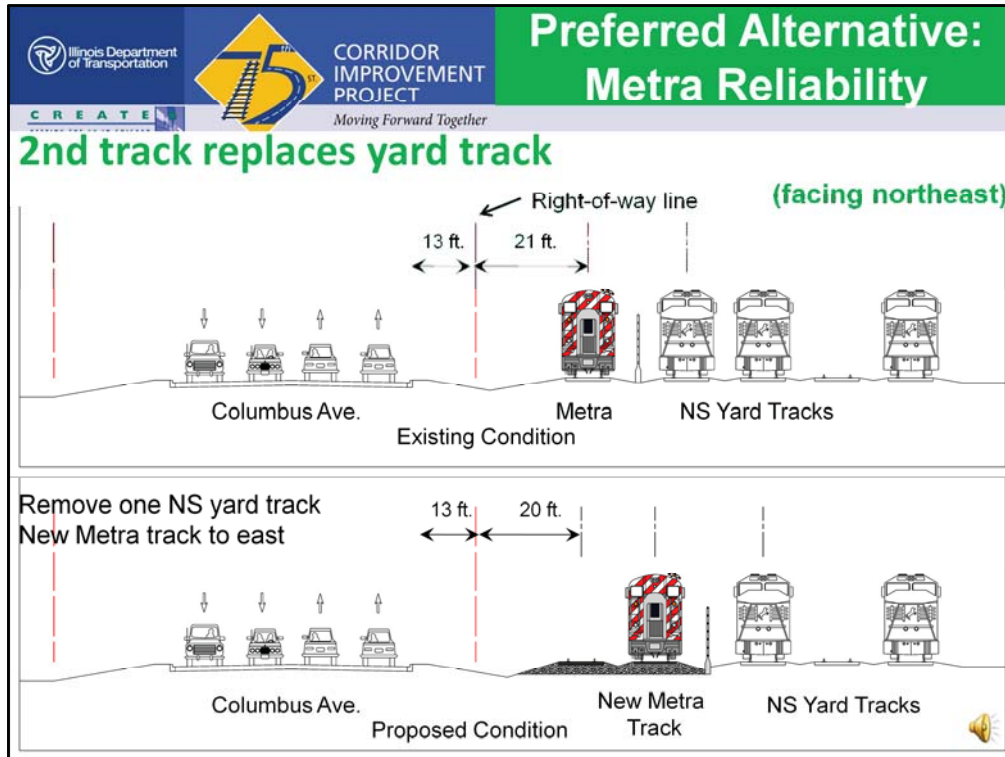 Illinois Department
of Transportation
C R E A T E
75TH ST.
CORRIDOR
IMPROVEMENT
PROJECT
Moving Forward Together
Preferred Alternative:
Metra Reliability
2nd track replaces yard track
(facing northeast)
Right-of-way line
13 ft.
21 ft.
Columbus Ave.
Metra
NS Yard Tracks
Existing Condition
Remove one NS yard track
New Metra track to east
13 ft.
20 ft.
Columbus Ave.
New Metra
Track
NS Yard Tracks
Proposed Condition